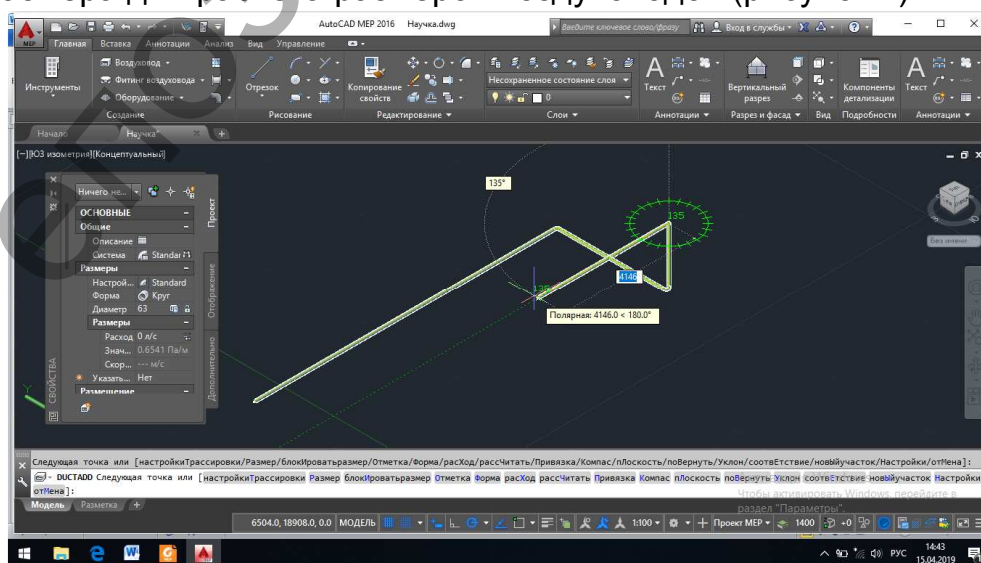 AutoCAD MEP 2016 Научка.dwg
Введите ключевое слово/фразу
Вход в службы
MEP
Главная Вставка Аннотации Анализ Вид Управление
Инструменты
Воздуховод
Фитинг воздуховода
Оборудование
Отрезок
Копирование свойств
Несохраненное состояние слоя
0
Текст
Вертикальный разрез
Компоненты детализации
Текст
Создание Рисование Редактирование Слои Аннотации Разрез и фасад Вид Подробности Аннотации
Начало Научка*
[−][ЮЗ изометрия][Концептуальный]
Ничего не...
ОСНОВНЫЕ
Общие
Описание
Система Standar
Размеры
Настрой... Standard
Форма Круг
Диаметр 63
Размеры
Расход 0 л/с
Знач... 0.6541 Па/м
Скор... --- м/с
Указать... Нет
Размещение
СВОЙСТВА
Проект
Отображение
Дополнительно
135°
135
135
4146
Полярная: 4146.0 < 180.0°
Без имени
Y
Следующая точка или [настройкиТрассировки/Размер/блокИроватьразмер/Отметка/Форма/расХод/рассЧитать/Привязка/Компас/пЛоскость/поВернуть/Уклон/соотвЕтствие/новЫйучасток/Настройки/отМена]:
DUCTADD Следующая точка или [настройкиТрассировки Размер блокИроватьразмер Отметка Форма расХод рассЧитать Привязка Компас пЛоскость поВернуть Уклон соотвЕтствие новЫйучасток Настройки
отМена]:
Чтобы активировать Windows, перейдите в
раздел "Параметры".
Модель Разметка
6504.0, 18908.0, 0.0 МОДЕЛЬ 1:100 Проект MEP 1400 +0
РУС 14:43
15.04.2019